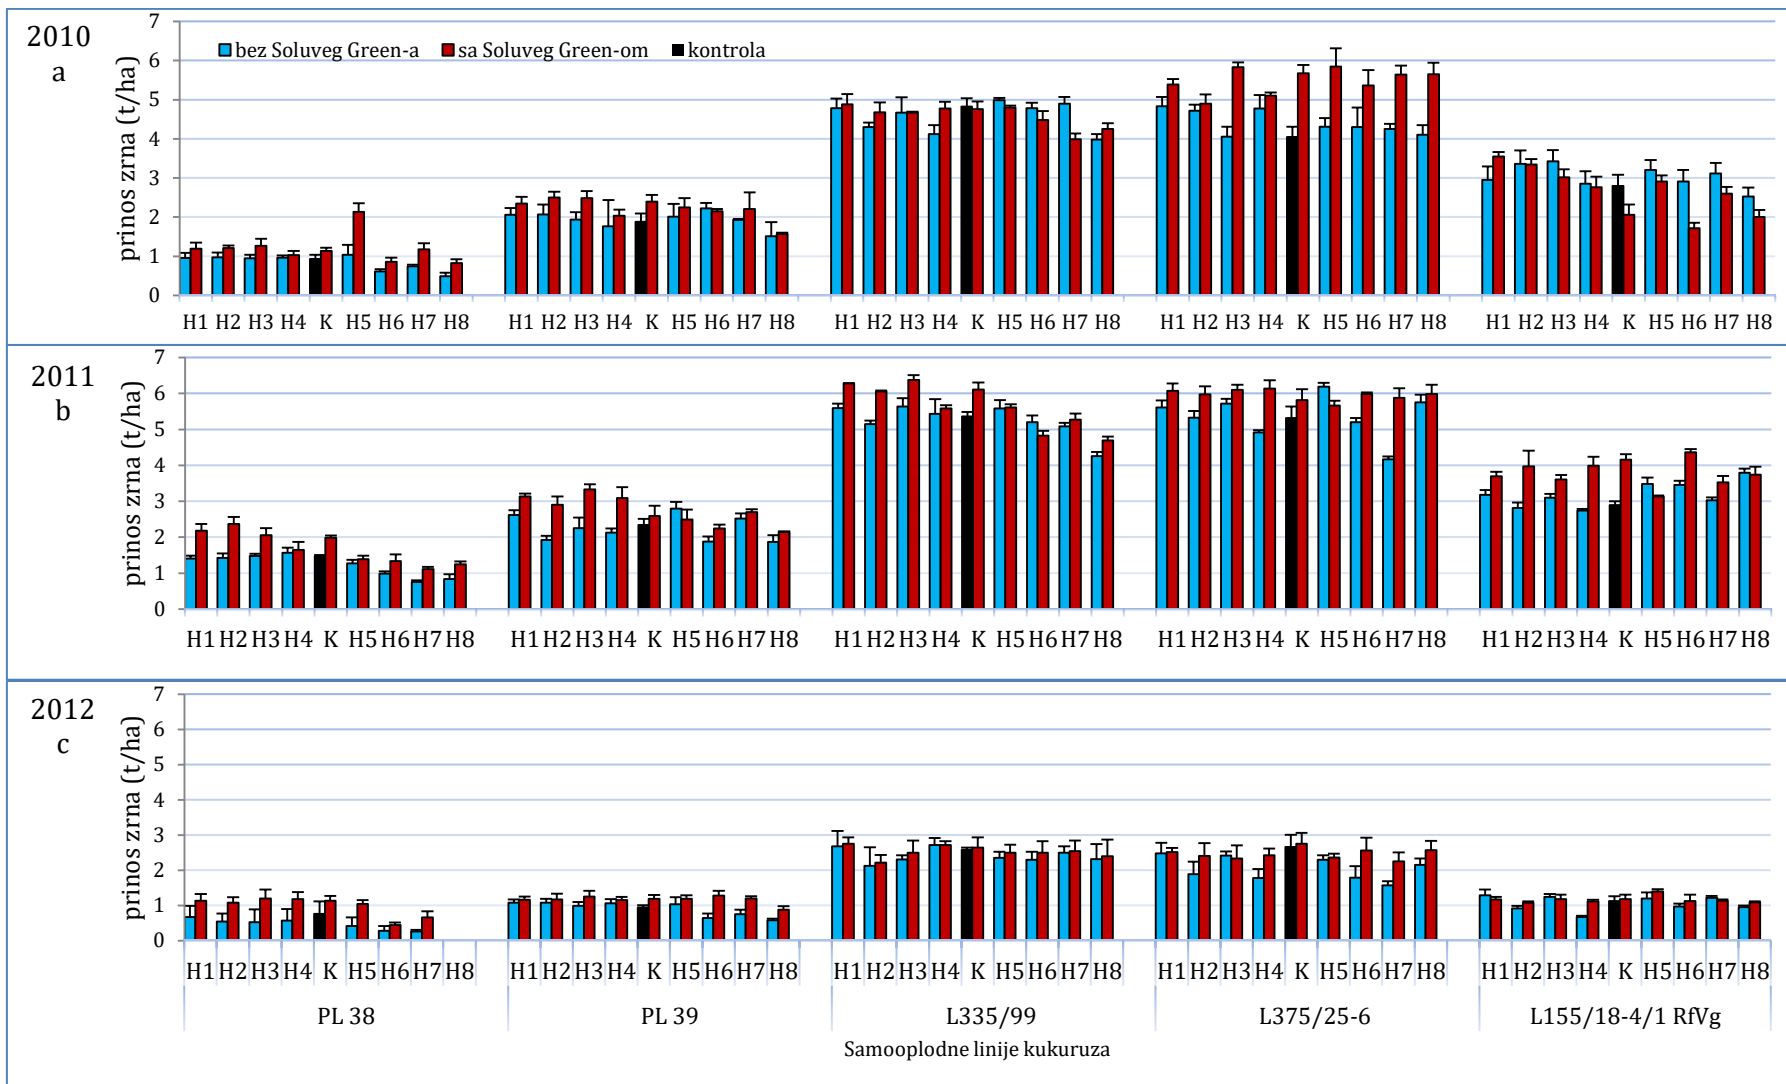 2010
a
prinos zrna (t/ha)
7
6
5
4
3
2
1
0
bez Soluveg Green-a sa Soluveg Green-om kontrola
H1 H2 H3 H4 K H5 H6 H7 H8 H1 H2 H3 H4 K H5 H6 H7 H8 H1 H2 H3 H4 K H5 H6 H7 H8 H1 H2 H3 H4 K H5 H6 H7 H8 H1 H2 H3 H4 K H5 H6 H7 H8
2011
b
prinos zrna (t/ha)
7
6
5
4
3
2
1
0
H1 H2 H3 H4 K H5 H6 H7 H8 H1 H2 H3 H4 K H5 H6 H7 H8 H1 H2 H3 H4 K H5 H6 H7 H8 H1 H2 H3 H4 K H5 H6 H7 H8 H1 H2 H3 H4 K H5 H6 H7 H8
2012
c
prinos zrna (t/ha)
7
6
5
4
3
2
1
0
H1 H2 H3 H4 K H5 H6 H7 H8 H1 H2 H3 H4 K H5 H6 H7 H8 H1 H2 H3 H4 K H5 H6 H7 H8 H1 H2 H3 H4 K H5 H6 H7 H8 H1 H2 H3 H4 K H5 H6 H7 H8
PL 38 PL 39 L335/99 L375/25-6 L155/18-4/1 RfVg
Samooplodne linije kukuruza